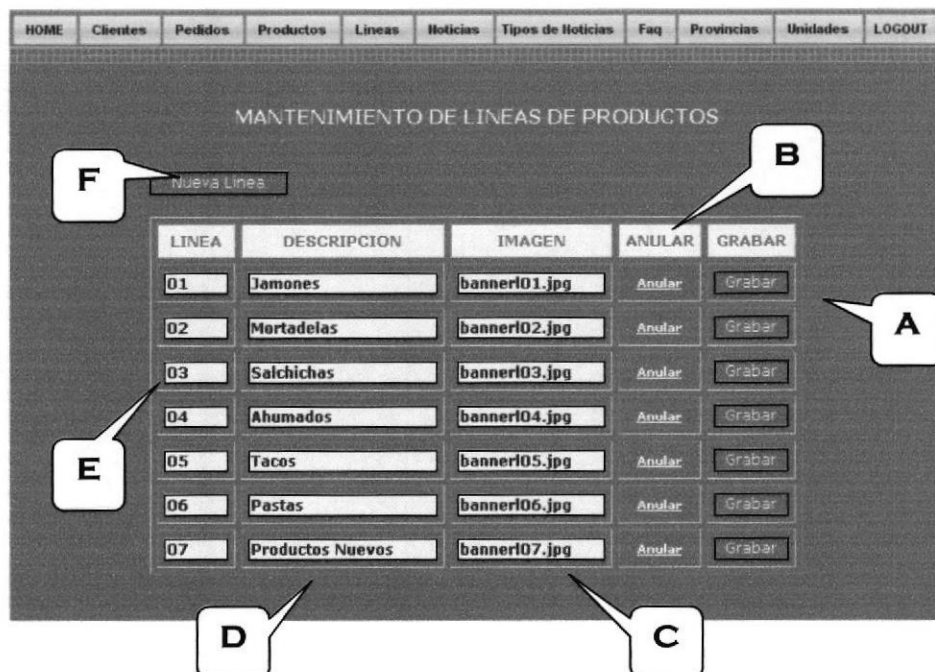 HOME Clientes Pedidos Productos Lineas Noticias Tipos de Noticias Faq Provincias Unidades LOGOUT
MANTENIMIENTO DE LINEAS DE PRODUCTOS
B
F
Nueva Linea
LINEA DESCRIPCION IMAGEN ANULAR GRABAR
01 Jamones bannerl01.jpg Anular Grabar
A
02 Mortadelas bannerl02.jpg Anular Grabar
03 Salchichas bannerl03.jpg Anular Grabar
04 Ahumados bannerl04.jpg Anular Grabar
E
05 Tacos bannerl05.jpg Anular Grabar
06 Pastas bannerl06.jpg Anular Grabar
07 Productos Nuevos bannerl07.jpg Anular Grabar
D C